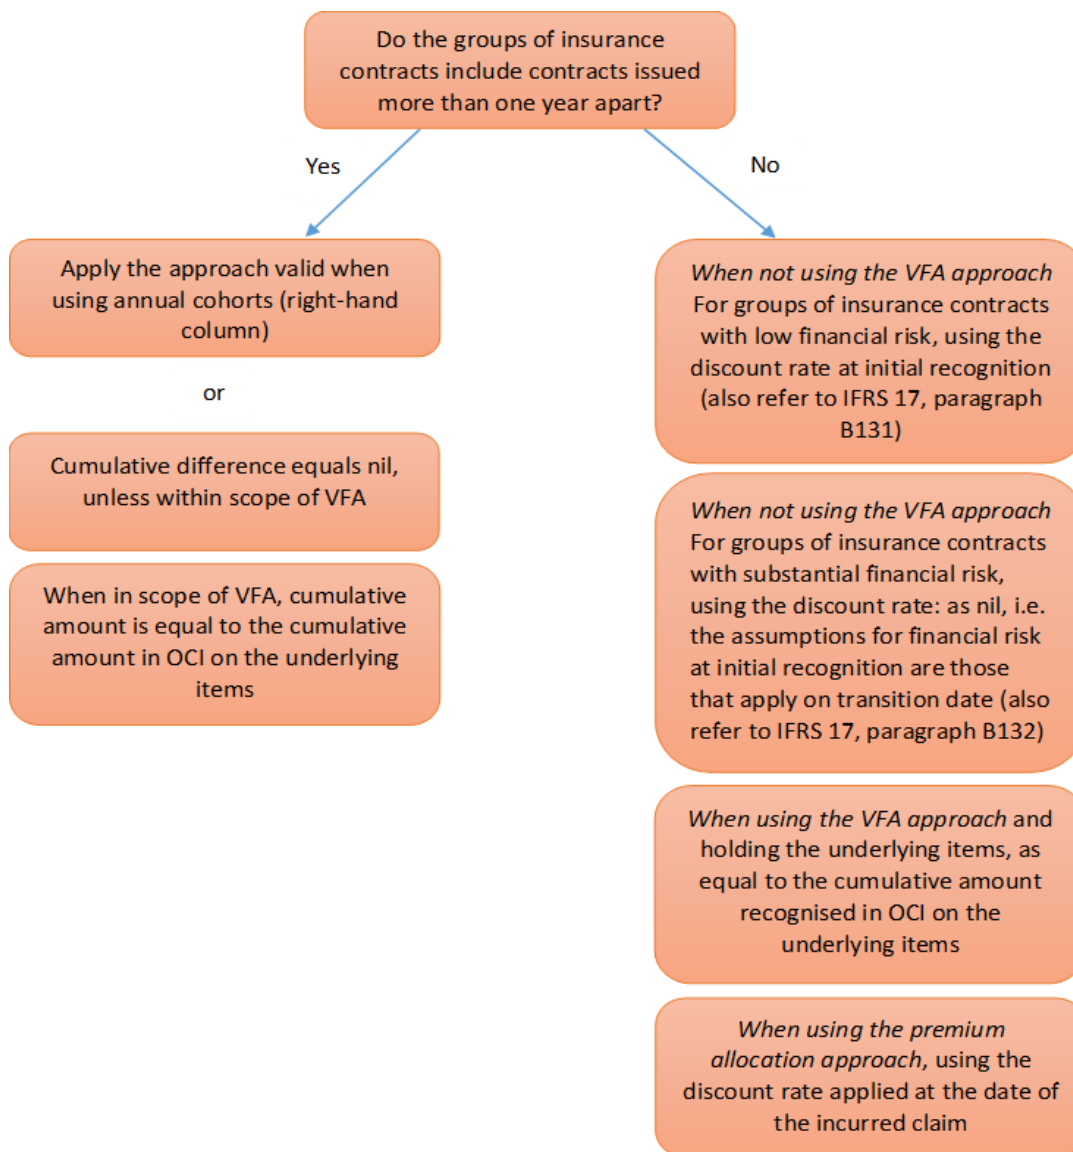 Do the groups of insurance
contracts include contracts issued
more than one year apart?
Yes
No
Apply the approach valid when
using annual cohorts (right-hand
column)
or
Cumulative difference equals nil,
unless within scope of VFA
When in scope of VFA, cumulative
amount is equal to the cumulative
amount in OCI on the underlying
items
When not using the VFA approach
For groups of insurance contracts
with low financial risk, using the
discount rate at initial recognition
(also refer to IFRS 17, paragraph
B131)
When not using the VFA approach
For groups of insurance contracts
with substantial financial risk,
using the discount rate: as nil, i.e.
the assumptions for financial risk
at initial recognition are those
that apply on transition date (also
refer to IFRS 17, paragraph B132)
When using the VFA approach and
holding the underlying items, as
equal to the cumulative amount
recognised in OCI on the
underlying items
When using the premium
allocation approach, using the
discount rate applied at the date of
the incurred claim